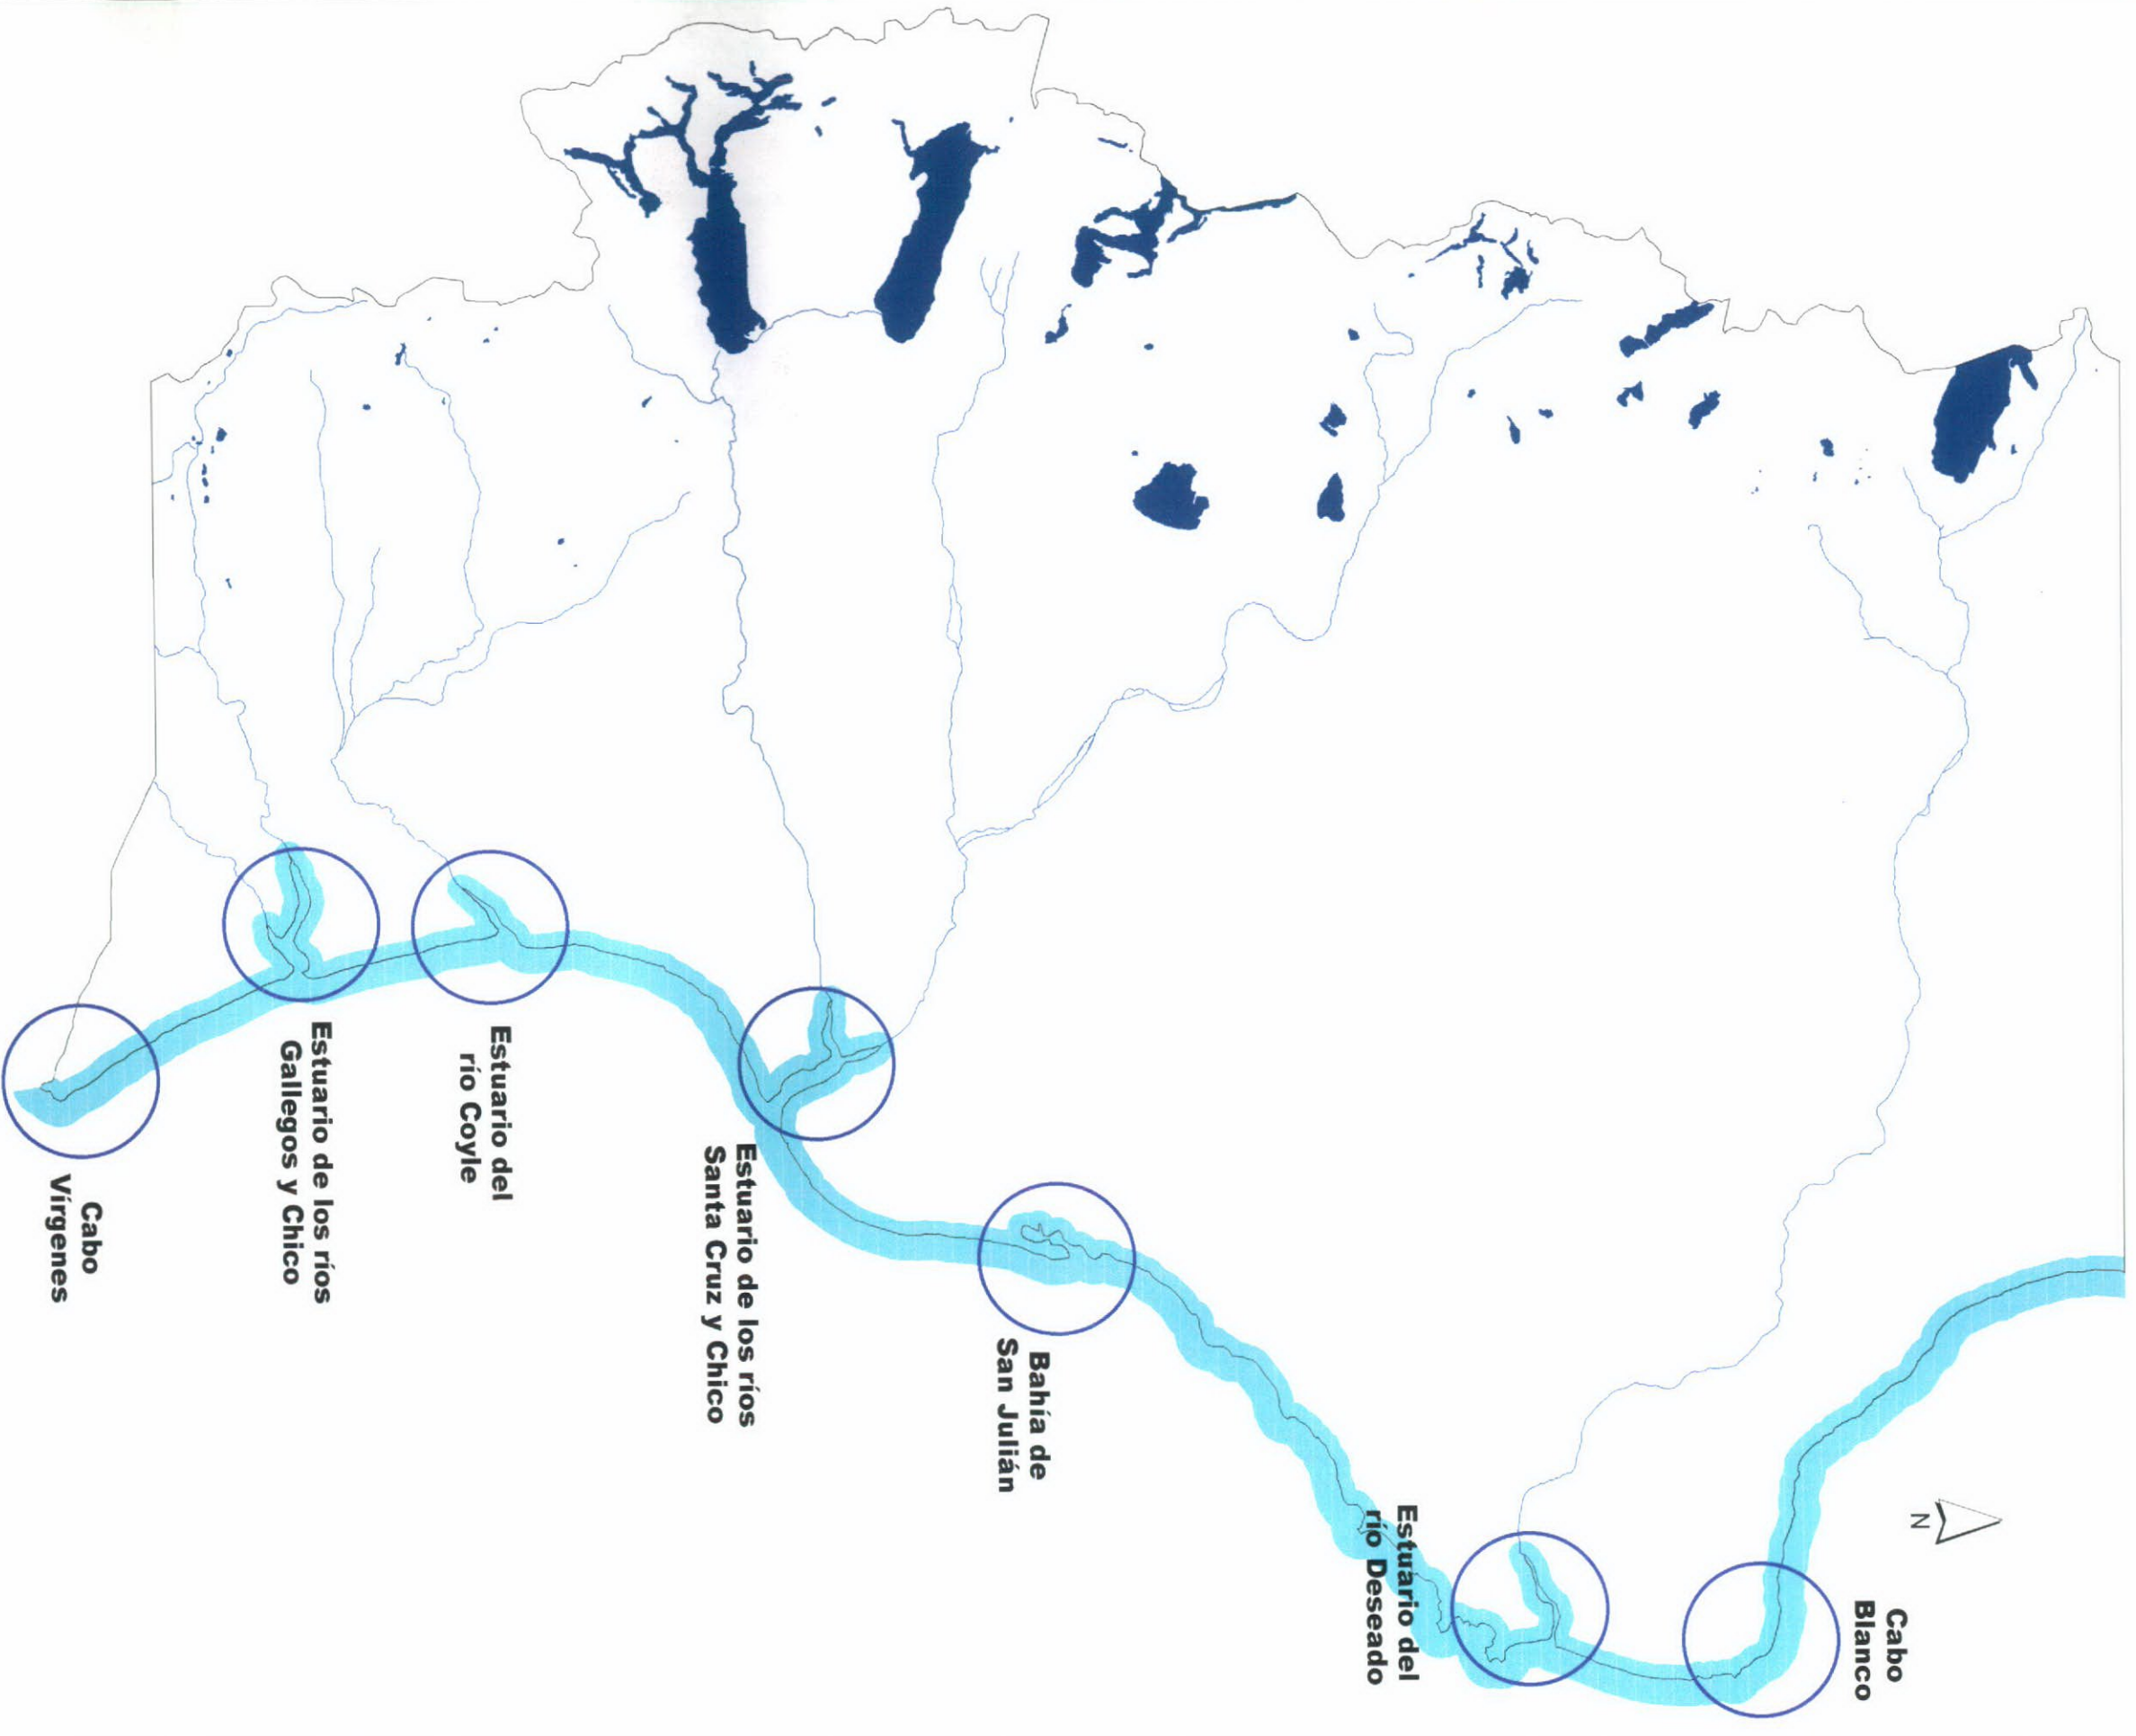 Cabo
Blanco
N
Estuario del
río Deseado
Bahía de
San Julián
Estuario de los ríos
Santa Cruz y Chico
Estuario del
río Coyle
Estuario de los ríos
Gallegos y Chico
Cabo
Vírgenes